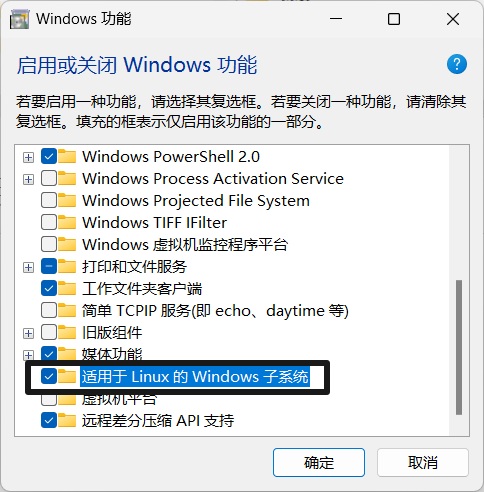 Windows 功能
启用或关闭 Windows 功能
?
若要启用一种功能，请选择其复选框。若要关闭一种功能，请清除其
复选框。填充的框表示仅启用该功能的一部分。
Windows PowerShell 2.0
Windows Process Activation Service
Windows Projected File System
Windows TIFF IFilter
Windows 虚拟机监控程序平台
打印和文件服务
工作文件夹客户端
简单 TCPIP 服务(即 echo、daytime 等)
旧版组件
媒体功能
适用于 Linux 的 Windows 子系统
虚拟机平台
远程差分压缩 API 支持
确定
取消